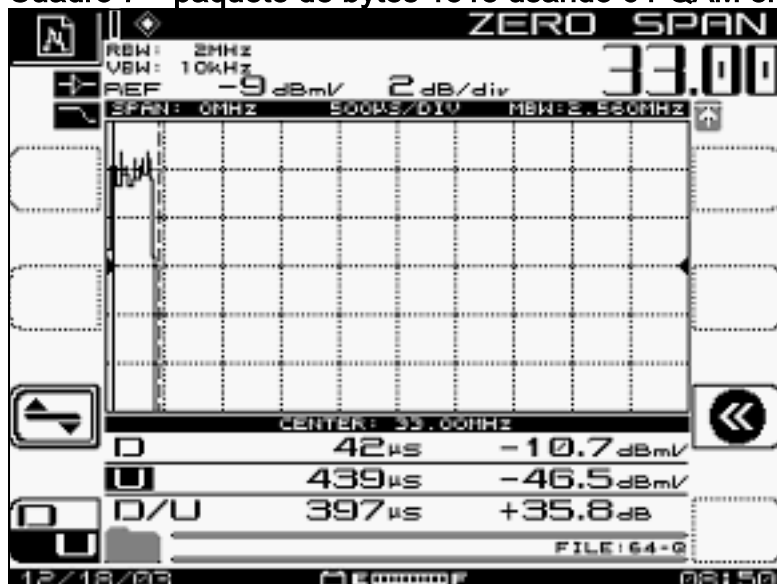 ZERO SPAN
RBW: 2MHz
VBW: 10kHz
REF -9 dBmV 2 dB/div 33.00
SPAN: 0MHz 500µS/DIV MBW:2.560MHz
CENTER: 33.00MHz
D 42µs -10.7dBmV
U 439µs -46.5dBmV
D/U 397µs +35.8dB
D
U
FILE:64-Q
12/18/03 E F 08:50